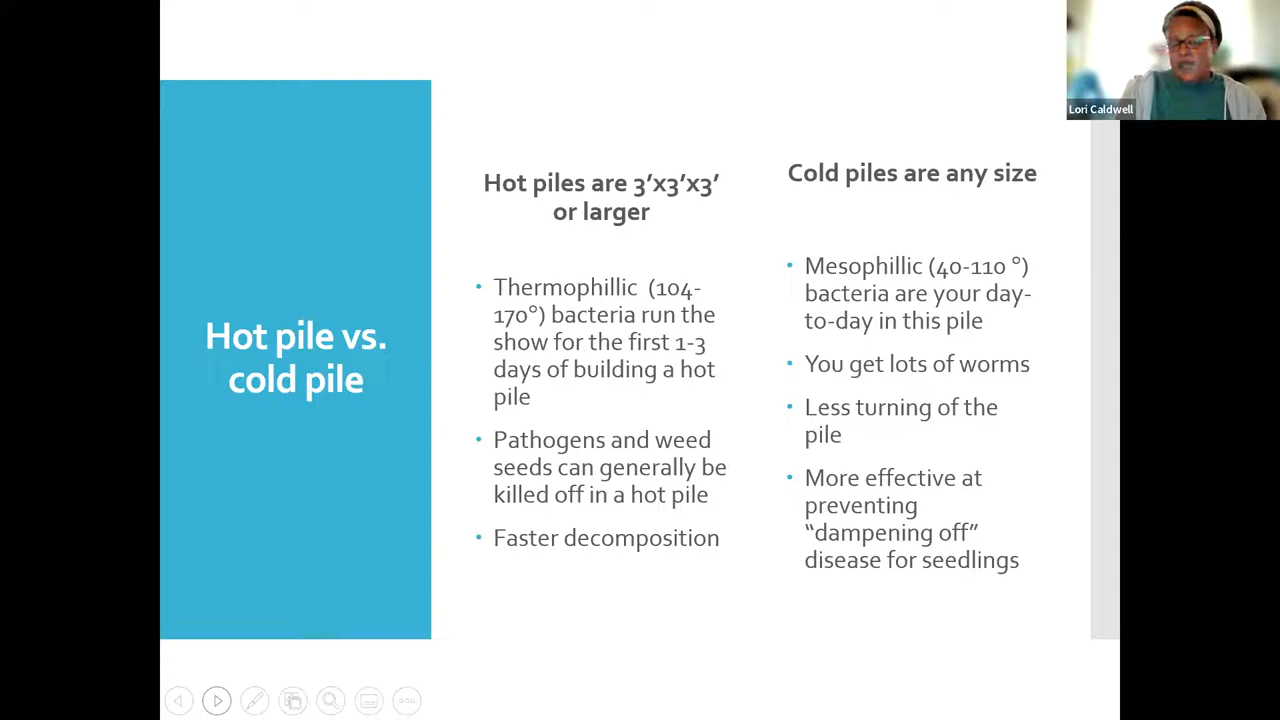 Lori Caldwell
Hot pile vs.
cold pile
Hot piles are 3’x3’x3’
or larger
• Thermophillic (104-
170°) bacteria run the
show for the first 1-3
days of building a hot
pile
• Pathogens and weed
seeds can generally be
killed off in a hot pile
• Faster decomposition
Cold piles are any size
• Mesophillic (40-110 °)
bacteria are your day-
to-day in this pile
• You get lots of worms
• Less turning of the
pile
• More effective at
preventing
“dampening off”
disease for seedlings